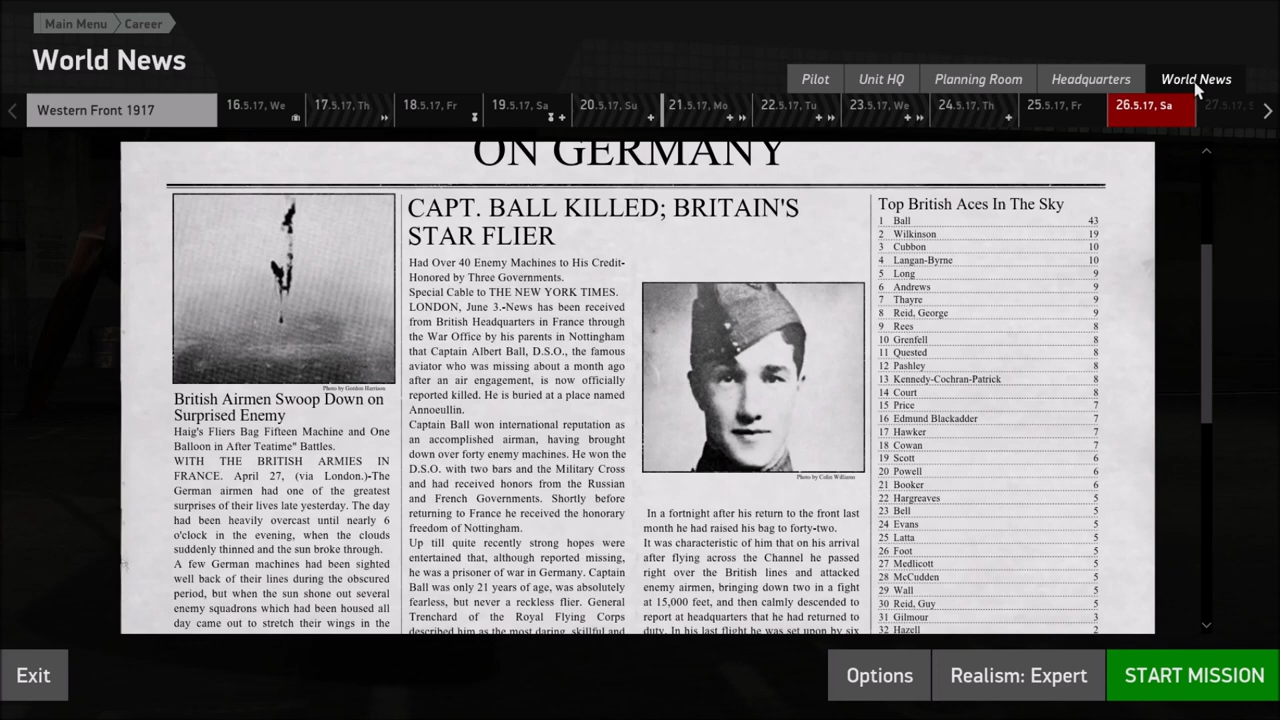 Main Menu
Career
World News
Pilot
Unit HQ
Planning Room
Headquarters
World News
Western Front 1917
16.5.17, We
17.5.17, Th
18.5.17, Fr
19.5.17, Sa
20.5.17, Su
21.5.17, Mo
22.5.17, Tu
23.5.17, We
24.5.17, Th
25.5.17, Fr
26.5.17, Sa
27.5.17, S
ON GERMANY
Photo by Gordon Harrison
British Airmen Swoop Down on
Surprised Enemy
Haig's Fliers Bag Fifteen Machine and One
Balloon in After Teatime" Battles.
WITH THE BRITISH ARMIES IN
FRANCE. April 27, (via London.)-The
German airmen had one of the greatest
surprises of their lives late yesterday. The day
had been heavily overcast until nearly 6
o'clock in the evening, when the clouds
suddenly thinned and the sun broke through.
A few German machines had been sighted
well back of their lines during the obscured
period, but when the sun shone out several
enemy squadrons which had been housed all
day came out to stretch their wings in the
CAPT. BALL KILLED; BRITAIN'S
STAR FLIER
Had Over 40 Enemy Machines to His Credit-
Honored by Three Governments.
Special Cable to THE NEW YORK TIMES.
LONDON, June 3.-News has been received
from British Headquarters in France through
the War Office by his parents in Nottingham
that Captain Albert Ball, D.S.O., the famous
aviator who was missing about a month ago
after an air engagement, is now officially
reported killed. He is buried at a place named
Annoeullin.
Captain Ball won international reputation as
an accomplished airman, having brought
down over forty enemy machines. He won the
D.S.O. with two bars and the Military Cross
and had received honors from the Russian
and French Governments. Shortly before
returning to France he received the honorary
freedom of Nottingham.
Up till quite recently strong hopes were
entertained that, although reported missing,
he was a prisoner of war in Germany. Captain
Ball was only 21 years of age, was absolutely
fearless, but never a reckless flier. General
Trenchard of the Royal Flying Corps
described him as the most daring, skillful and
Photo by Colin Williams
In a fortnight after his return to the front last
month he had raised his bag to forty-two.
It was characteristic of him that on his arrival
after flying across the Channel he passed
right over the British lines and attacked
enemy airmen, bringing down two in a fight
at 15,000 feet, and then calmly descended to
report at headquarters that he had returned to
duty. In his last flight he was set upon by six
Top British Aces In The Sky
1 Ball 43
2 Wilkinson 19
3 Cubbon 10
4 Langan-Byrne 10
5 Long 9
6 Andrews 9
7 Thayre 9
8 Reid, George 9
9 Rees 8
10 Grenfell 8
11 Quested 8
12 Pashley 8
13 Kennedy-Cochran-Patrick 8
14 Court 8
15 Price 7
16 Edmund Blackadder 7
17 Hawker 7
18 Cowan 7
19 Scott 6
20 Powell 6
21 Booker 6
22 Hargreaves 5
23 Bell 5
24 Evans 5
25 Latta 5
26 Foot 5
27 Medlicott 5
28 McCudden 5
29 Wall 5
30 Reid, Guy 5
31 Gilmour 3
32 Hazell 2
Exit
Options
Realism: Expert
START MISSION